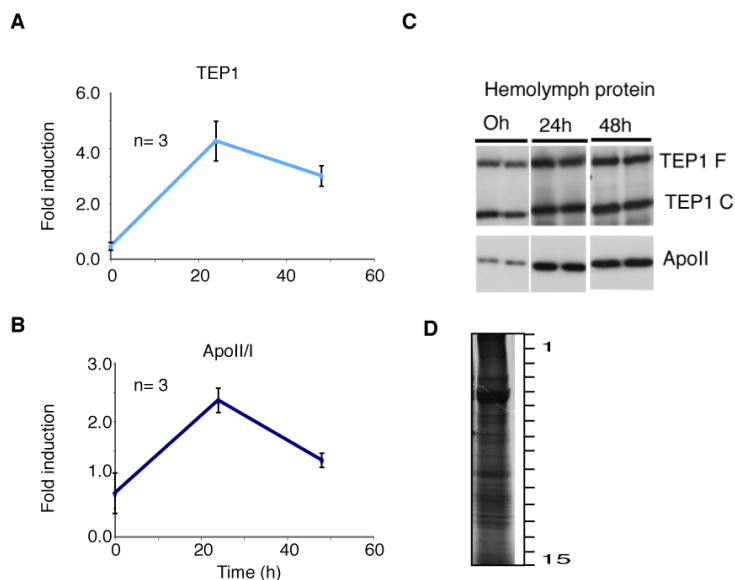 A
TEP1
6.0
4.0
2.0
0.0
Fold induction
n= 3
0
20
40
60
B
ApoII/I
3.0
2.0
1.0
0.0
Fold induction
n= 3
0
20
40
60
Time (h)
C
Hemolymph protein
Oh 24h 48h
TEP1 F
TEP1 C
ApoII
D
1
15